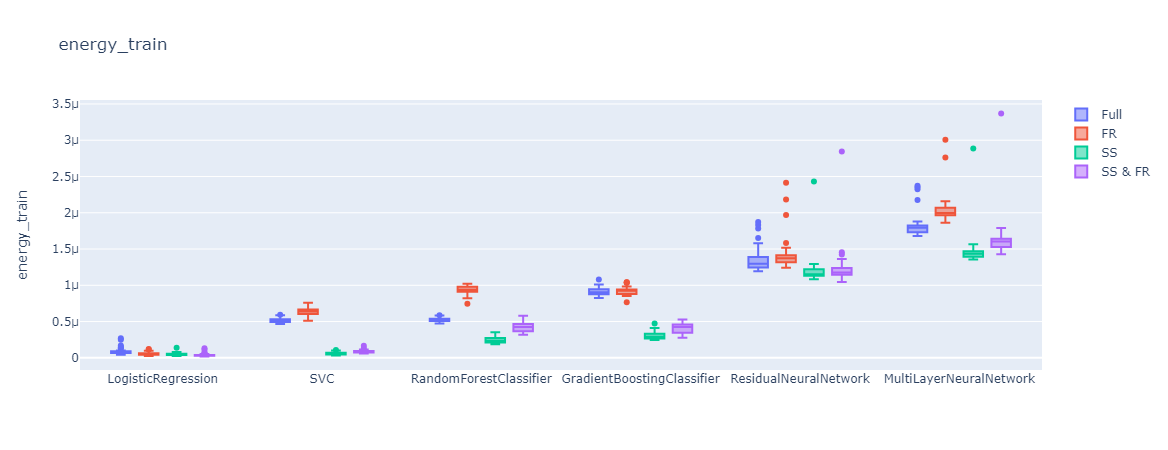 energy_train
3.5μ
3μ
2.5μ
2μ
1.5μ
1μ
0.5μ
0
energy_train
LogisticRegression
SVC
RandomForestClassifier
GradientBoostingClassifier
ResidualNeuralNetwork
MultiLayerNeuralNetwork
Full
FR
SS
SS & FR